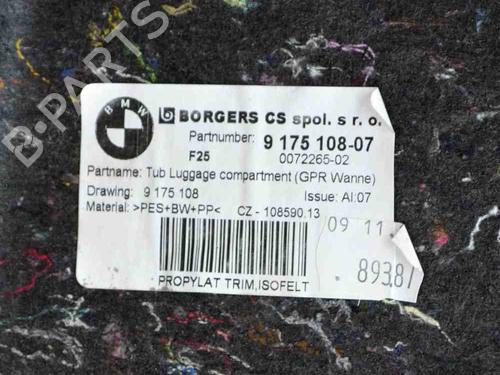 B-PARTS
BMW
BORGERS CS spol. s r. o.
Partnumber: 9 175 108-07
F25 0072265-02
Partname: Tub Luggage compartment (GPR Wanne)
Drawing: 9 175 108 Issue: AI:07
Material: >PES+BW+PP< CZ - 108590.13
09 11
PROPYLAT TRIM,ISOFELT